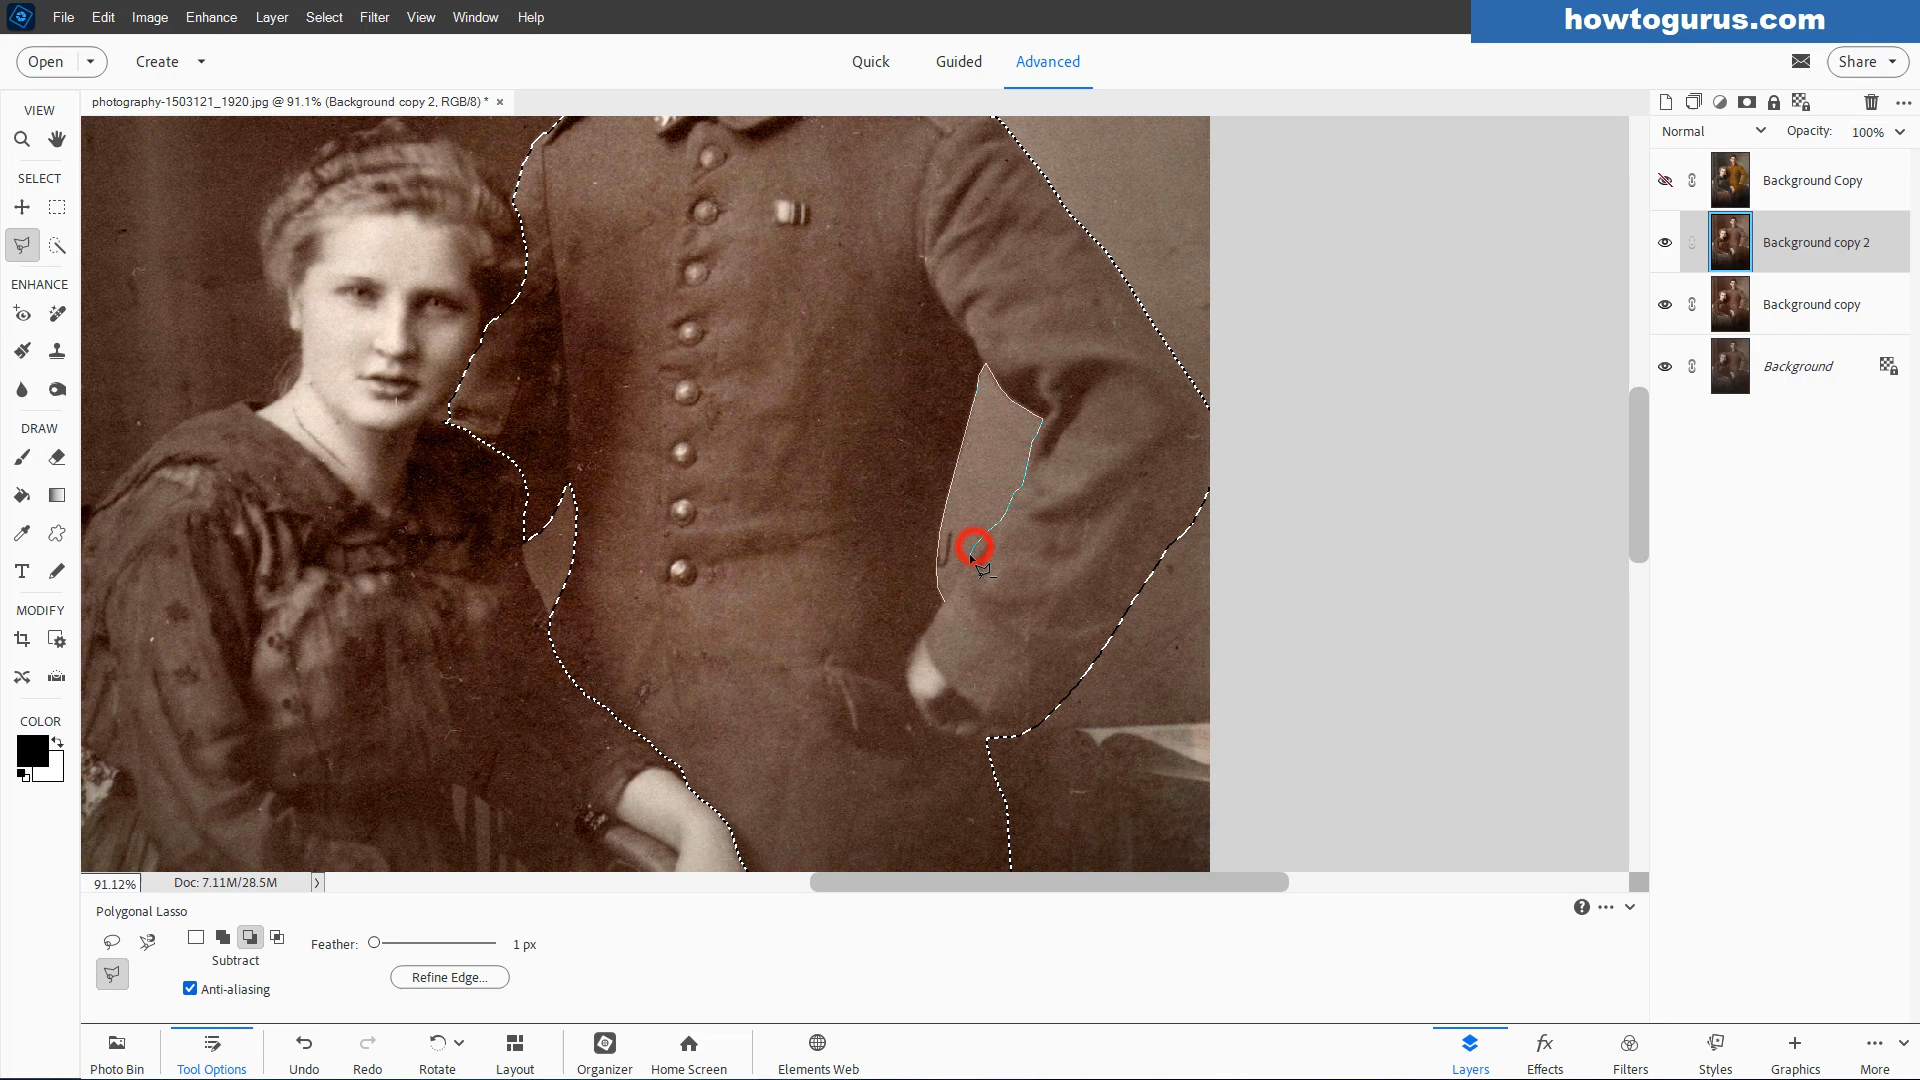 File Edit Image Enhance Layer Select Filter View Window Help
howtogurus.com
Open Create Quick Guided Advanced Share
photography-1503121_1920.jpg @ 91.1% (Background copy 2, RGB/8) *
VIEW
SELECT
ENHANCE
DRAW
MODIFY
COLOR
Normal Opacity: 100%
Background Copy
Background copy 2
Background copy
Background
91.12% Doc: 7.11M/28.5M
Polygonal Lasso
Feather: 1 px
Subtract
Refine Edge...
Anti-aliasing
Photo Bin Tool Options Undo Redo Rotate Layout Organizer Home Screen Elements Web Layers Effects Filters Styles Graphics More